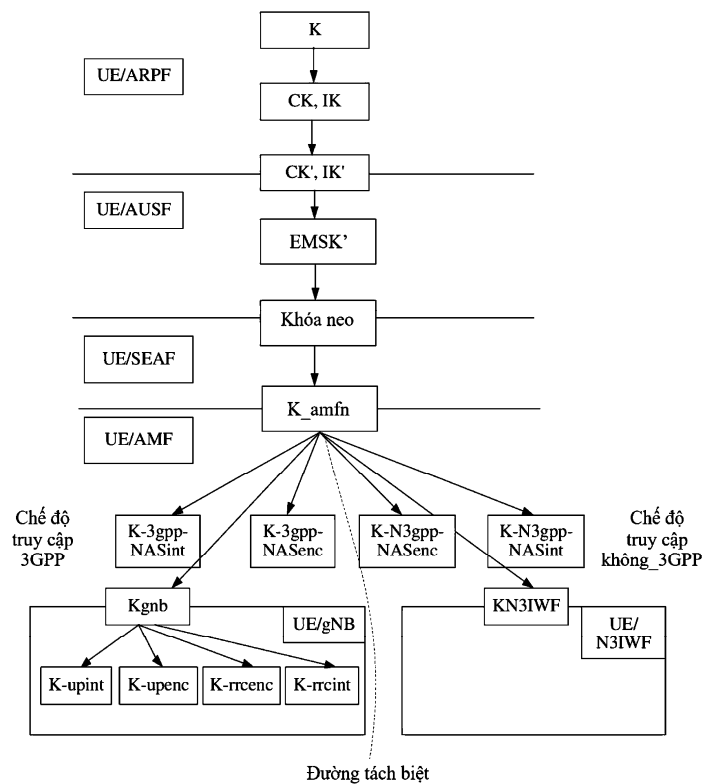 K
UE/ARPF
CK, IK
CK', IK'
UE/AUSF
EMSK’
Khóa neo
UE/SEAF
K_amfn
UE/AMF
Chế độ
truy cập
3GPP
K-3gpp-
NASint
K-3gpp-
NASenc
K-N3gpp-
NASenc
K-N3gpp-
NASint
Chế độ
truy cập
không_3GPP
Kgnb
UE/gNB
KN3IWF
UE/
N3IWF
K-upint
K-upenc
K-rrcenc
K-rrcint
Đường tách biệt